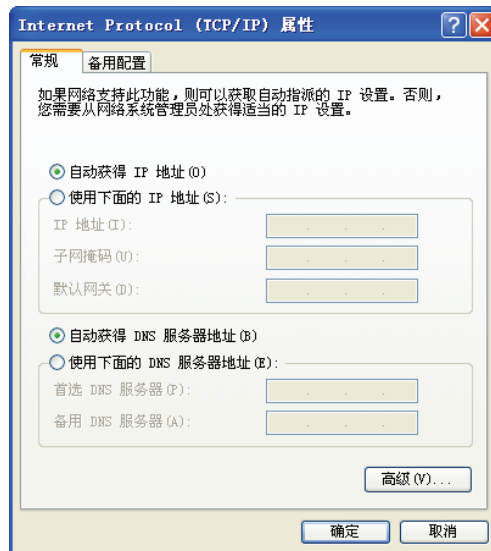 Internet Protocol (TCP/IP) 属性
常规
备用配置
如果网络支持此功能，则可以获取自动指派的 IP 设置。否则，
您需要从网络系统管理员处获得适当的 IP 设置。
自动获得 IP 地址(O)
使用下面的 IP 地址(S):
IP 地址(I):
子网掩码(U):
默认网关(D):
自动获得 DNS 服务器地址(B)
使用下面的 DNS 服务器地址(E):
首选 DNS 服务器(P):
备用 DNS 服务器(A):
高级(V)...
确定
取消